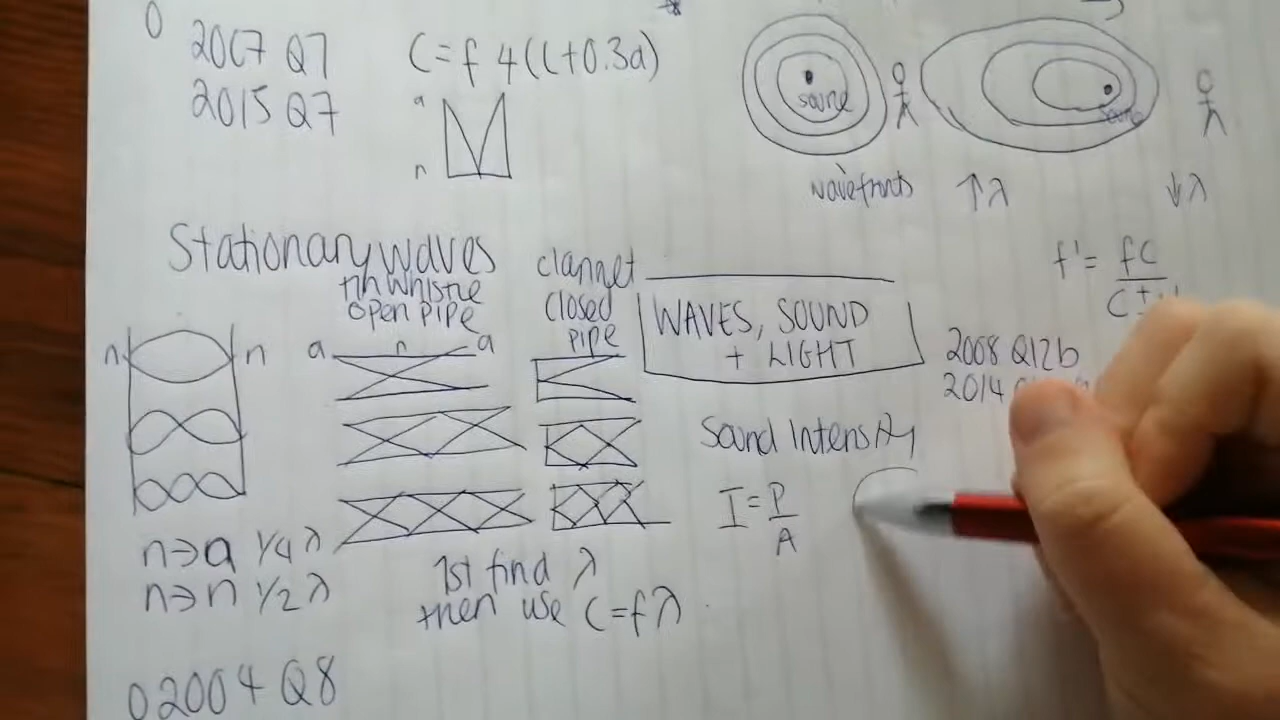 0
2007 Q7
2015 Q7
C=f 4(l+0.3d)
a
n
source
wavefronts
↑λ
↓λ
Stationary waves
tin whistle
open pipe
clarinet
closed
pipe
WAVES, SOUND
+ LIGHT
f'= fc
2008 Q12b
2014
n
n
a
n
a
Sound Intensity
I=P/A
n→a 1/4 λ
n→n 1/2 λ
1st find λ
then use C=fλ
0 2004 Q8